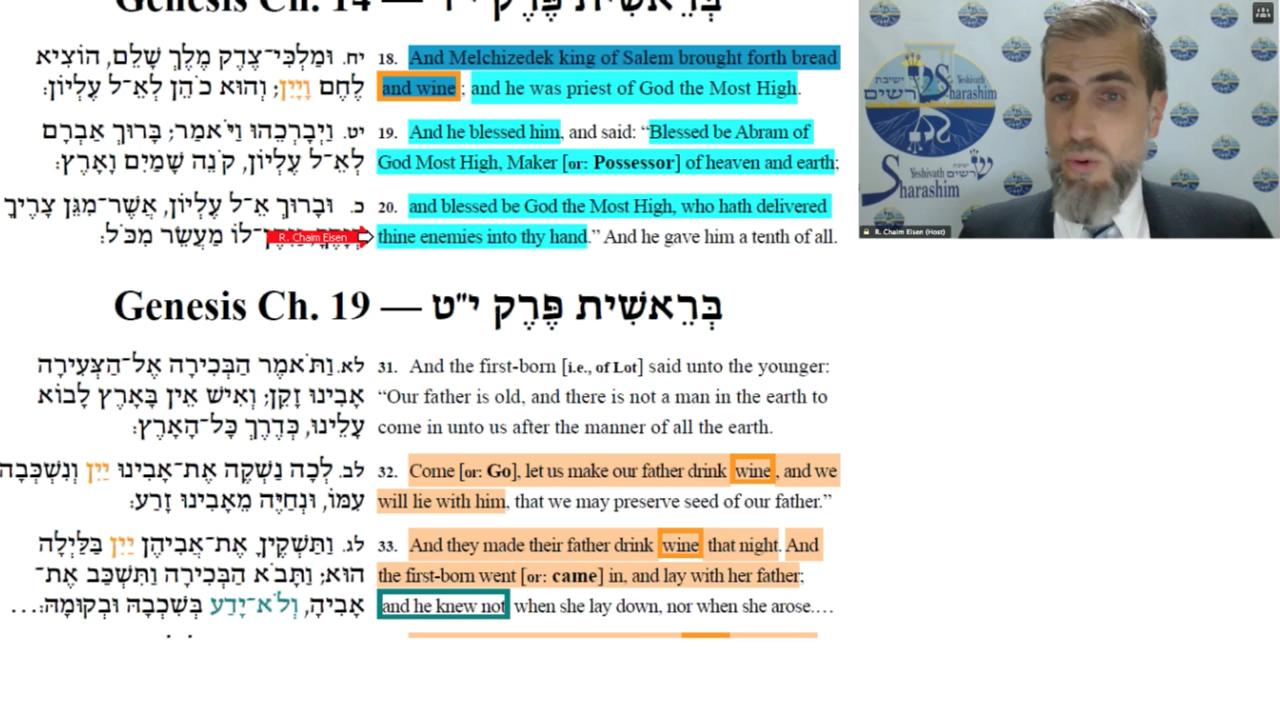 Genesis Ch. 14 — בְּרֵאשִׁית פֶּרֶק י״ד
יח. וּמַלְכִּי־צֶדֶק מֶלֶךְ שָׁלֵם, הוֹצִיא
לֶחֶם וָיָיִן; וְהוּא כֹהֵן לְאֵ־ל עֶלְיוֹן:
18. And Melchizedek king of Salem brought forth bread
and wine; and he was priest of God the Most High.
יט. וַיְבָרְכֵהוּ וַיֹּאמַר; בָּרוּךְ אַבְרָם
לְאֵ־ל עֶלְיוֹן, קֹנֵה שָׁמַיִם וָאָרֶץ:
19. And he blessed him, and said: “Blessed be Abram of
God Most High, Maker [or: Possessor] of heaven and earth;
כ. וּבָרוּךְ אֵ־ל עֶלְיוֹן, אֲשֶׁר־מִגֵּן צָרֶיךָ
לוֹ מַעֲשֵׂר מִכֹּל:
R. Chaim Eisen
20. and blessed be God the Most High, who hath delivered
thine enemies into thy hand.” And he gave him a tenth of all.
Genesis Ch. 19 — בְּרֵאשִׁית פֶּרֶק י״ט
לא. וַתֹּאמֶר הַבְּכִירָה אֶל־הַצְּעִירָה
אָבִינוּ זָקֵן; וְאִישׁ אֵין בָּאָרֶץ לָבוֹא
עָלֵינוּ, כְּדֶרֶךְ כָּל־הָאָרֶץ:
31. And the first-born [i.e., of Lot] said unto the younger:
“Our father is old, and there is not a man in the earth to
come in unto us after the manner of all the earth.
לב. לְכָה נַשְׁקֶה אֶת־אָבִינוּ יַיִן וְנִשְׁכְּבָה
עִמּוֹ, וּנְחַיֶּה מֵאָבִינוּ זָרַע:
32. Come [or: Go], let us make our father drink wine, and we
will lie with him, that we may preserve seed of our father.”
לג. וַתַּשְׁקֶיןָ אֶת־אֲבִיהֶן יַיִן בַּלַּיְלָה
הוּא; וַתָּבֹא הַבְּכִירָה וַתִּשְׁכַּב אֶת־
אָבִיהָ, וְלֹא־יָדַע בְּשִׁכְבָהּ וּבְקוּמָהּ:…
33. And they made their father drink wine that night. And
the first-born went [or: came] in, and lay with her father;
and he knew not when she lay down, nor when she arose.…
ישיבת
שרשים
Yeshivath
Sharashim
ישיבת
שרשים
Yeshivath
Sharashim
R. Chaim Eisen (Host)